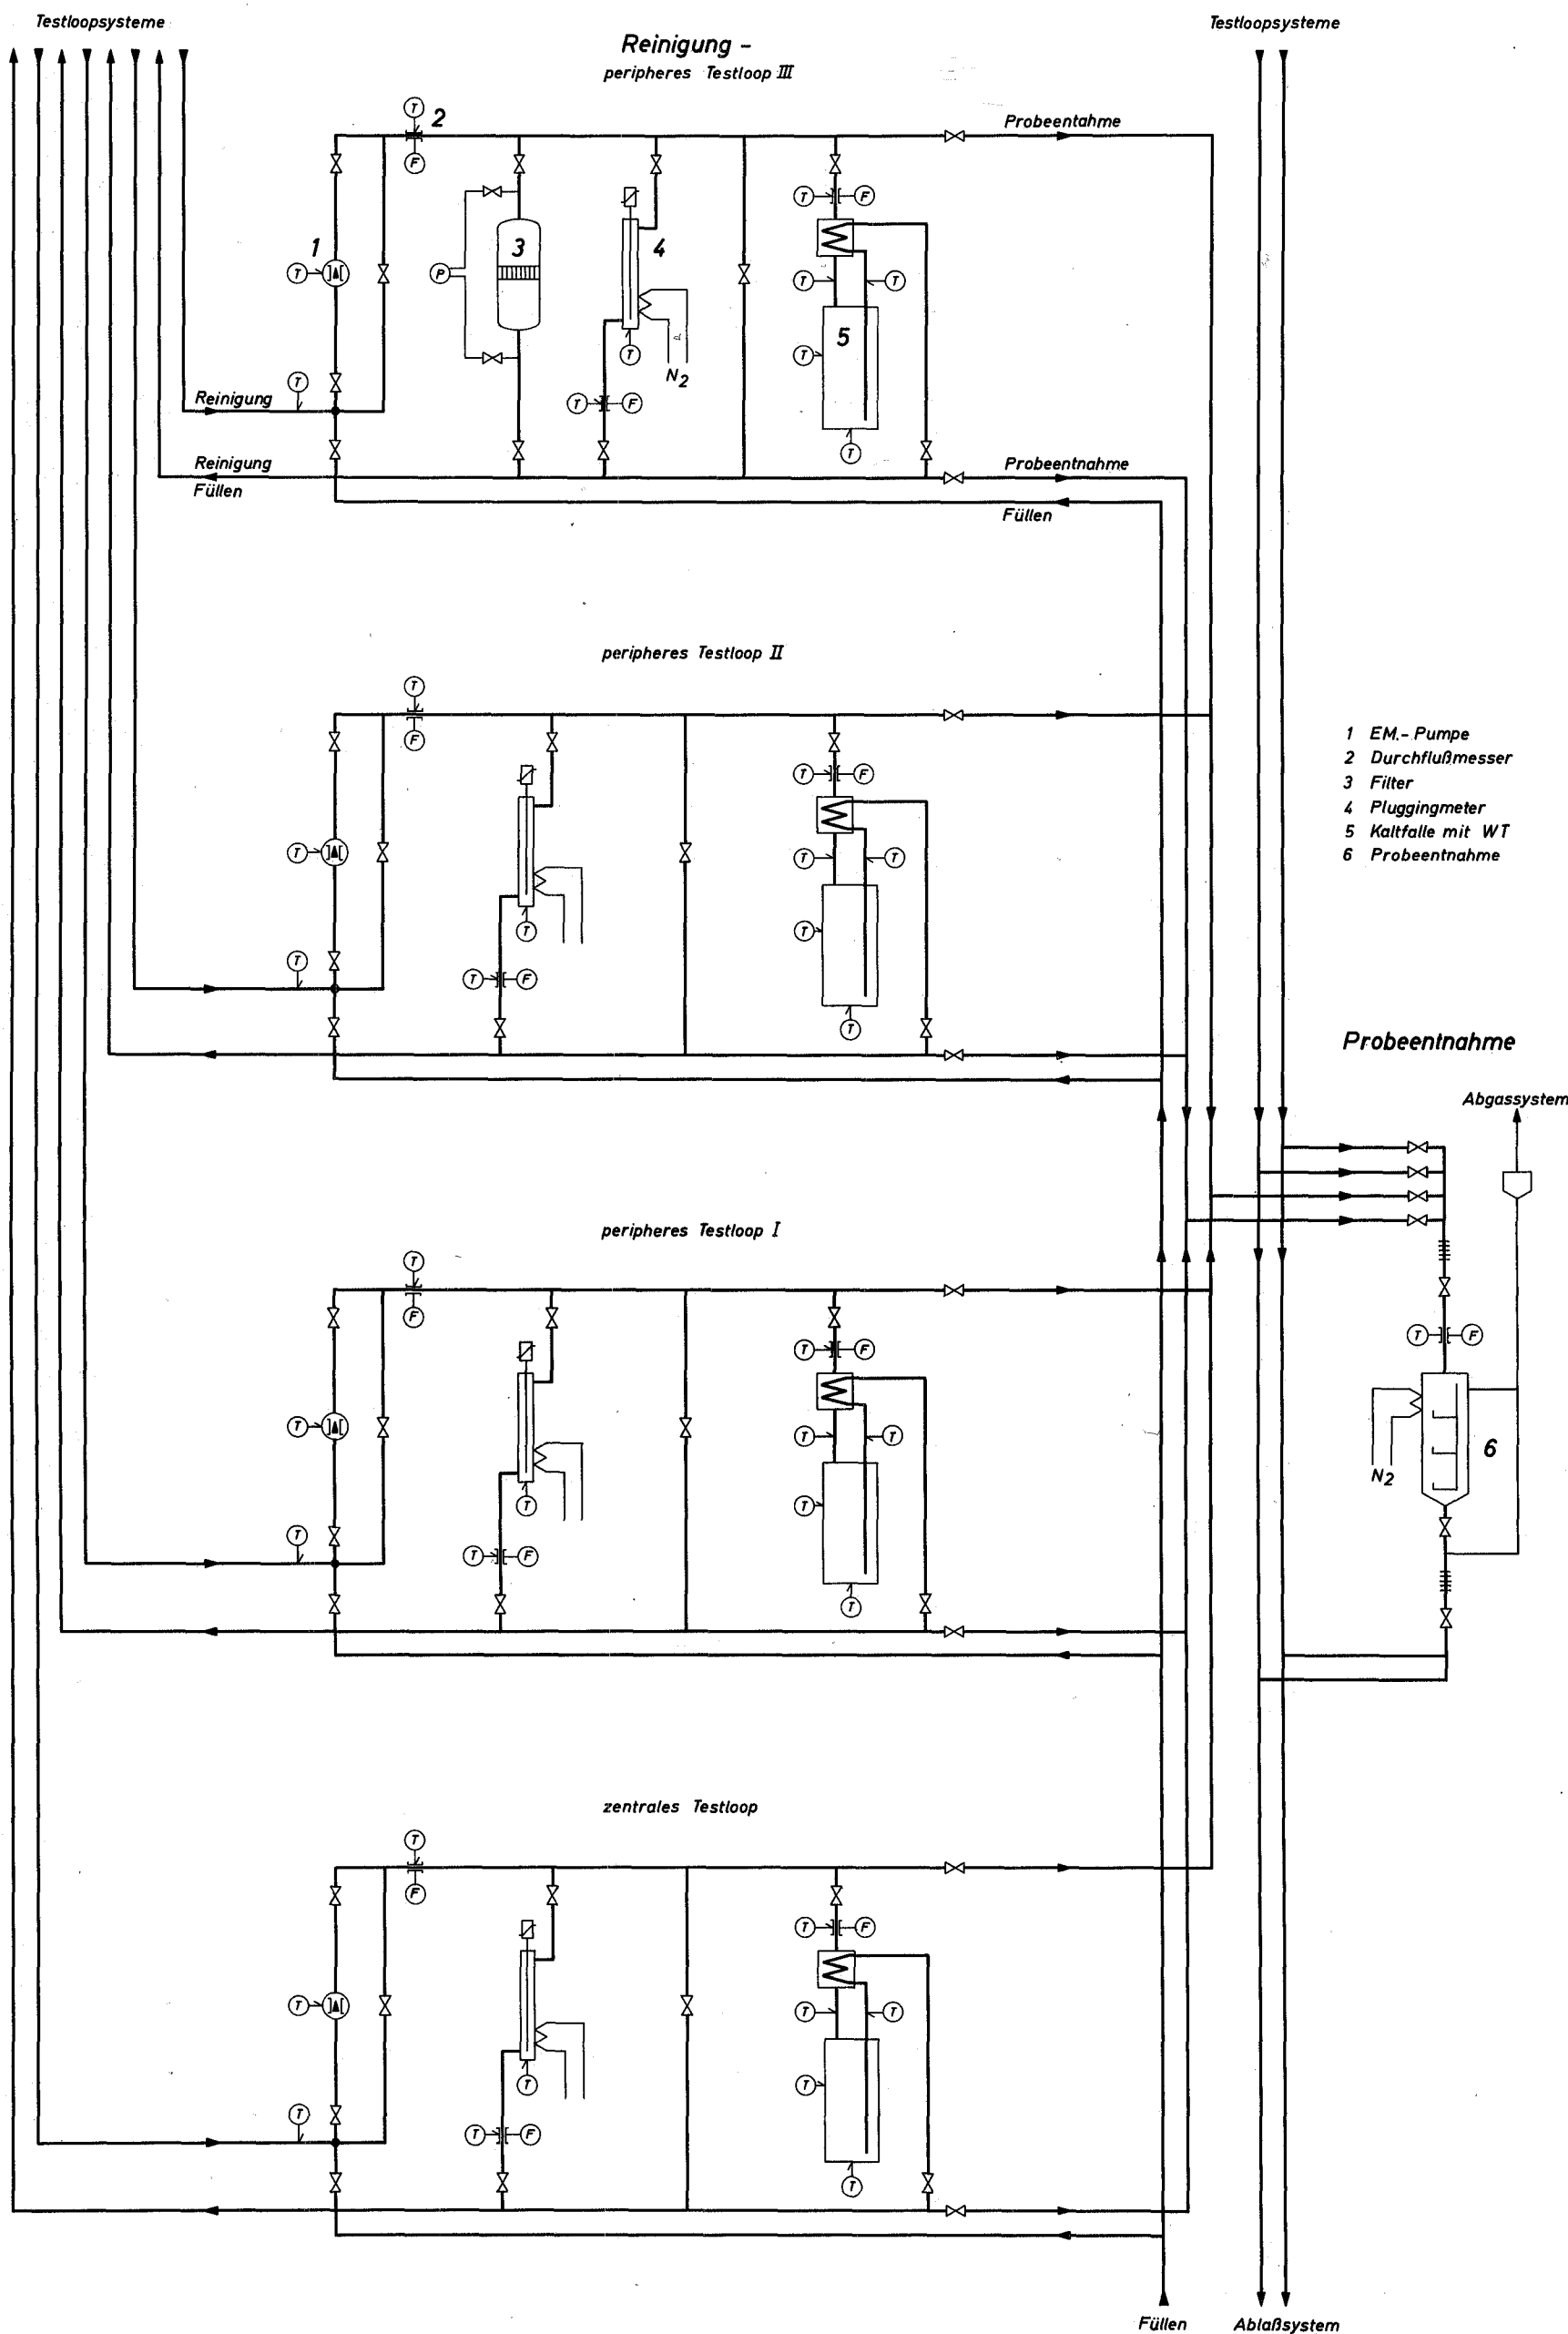 Testloopsysteme
Testloopsysteme
Reinigung -
peripheres Testloop III
T
2
F
Probeentahme
T
F
1
T
P
3
4
T
N2
T
F
T
T
5
T
T
T
Reinigung
Reinigung
Füllen
Probeentnahme
Füllen
peripheres Testloop II
T
F
T
F
T
T
T
T
T
T
T
F
T
1 EM.- Pumpe
2 Durchflußmesser
3 Filter
4 Pluggingmeter
5 Kaltfalle mit WT
6 Probeentnahme
Probeentnahme
Abgassystem
peripheres Testloop I
T
F
T
F
T
T
T
T
T
T
T
F
T
T
F
6
N2
zentrales Testloop
T
F
T
F
T
T
T
T
T
T
T
F
T
Füllen
Ablaßsystem